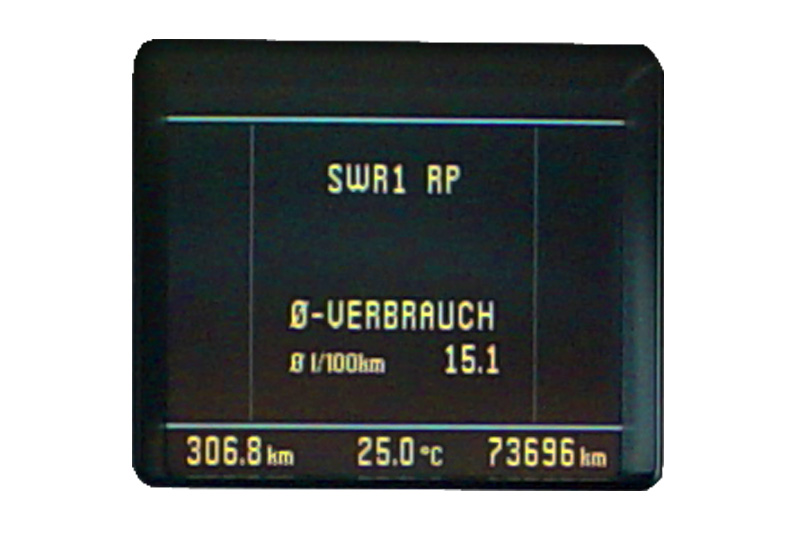 SWR1 RP
Ø-VERBRAUCH
Ø l/100km 15.1
306.8 km 25.0 °C 73696 km